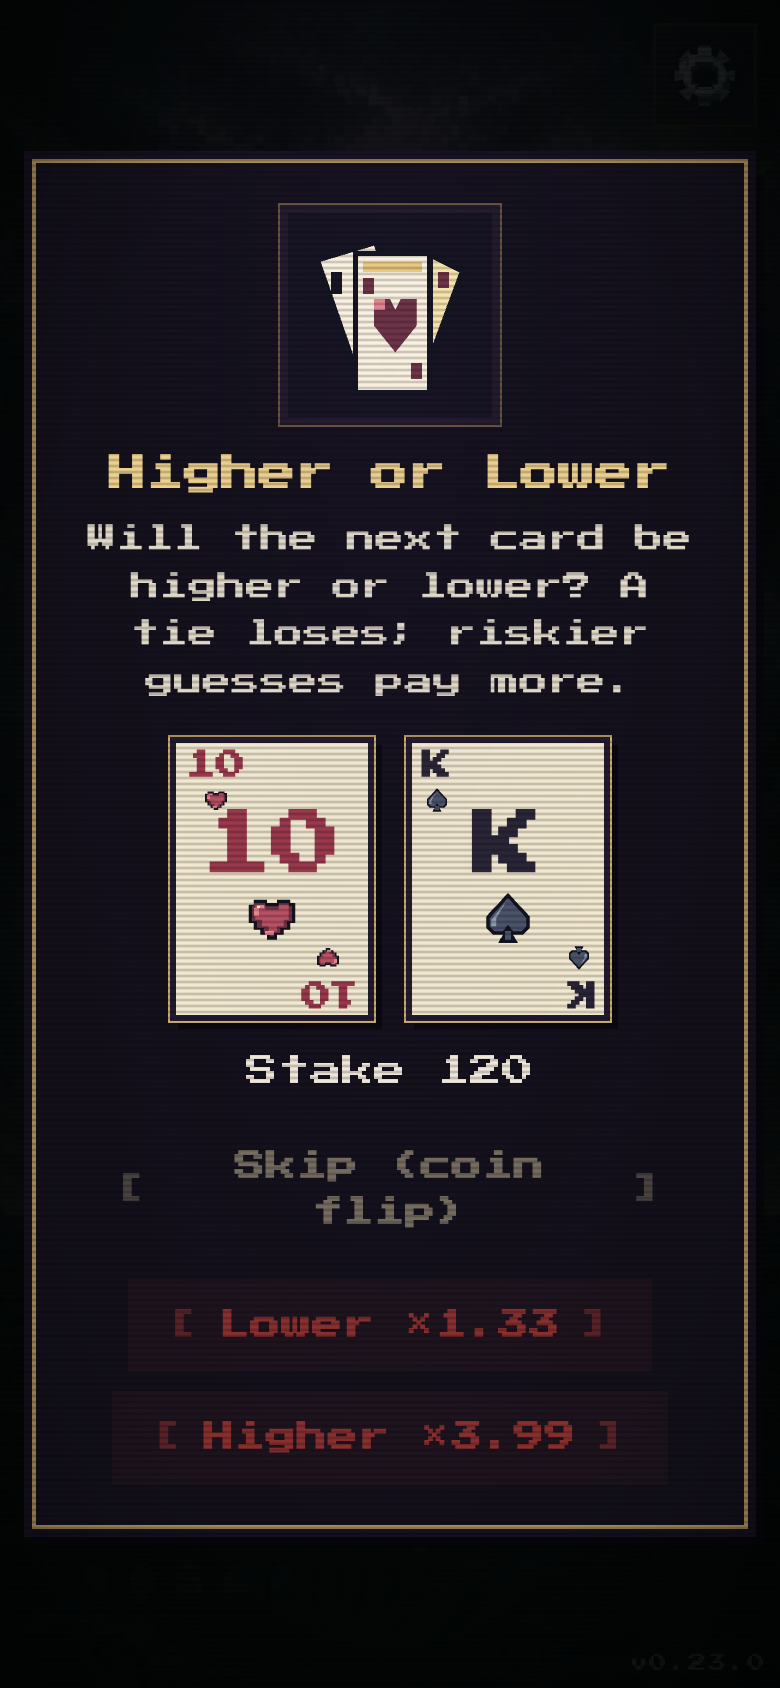 Higher or Lower
Will the next card be
higher or lower? A
tie loses; riskier
guesses pay more.
10
10
10
K
K
K
Stake 120
[ Skip (coin
flip) ]
[ Lower ×1.33 ]
[ Higher ×3.99 ]
v0.23.0